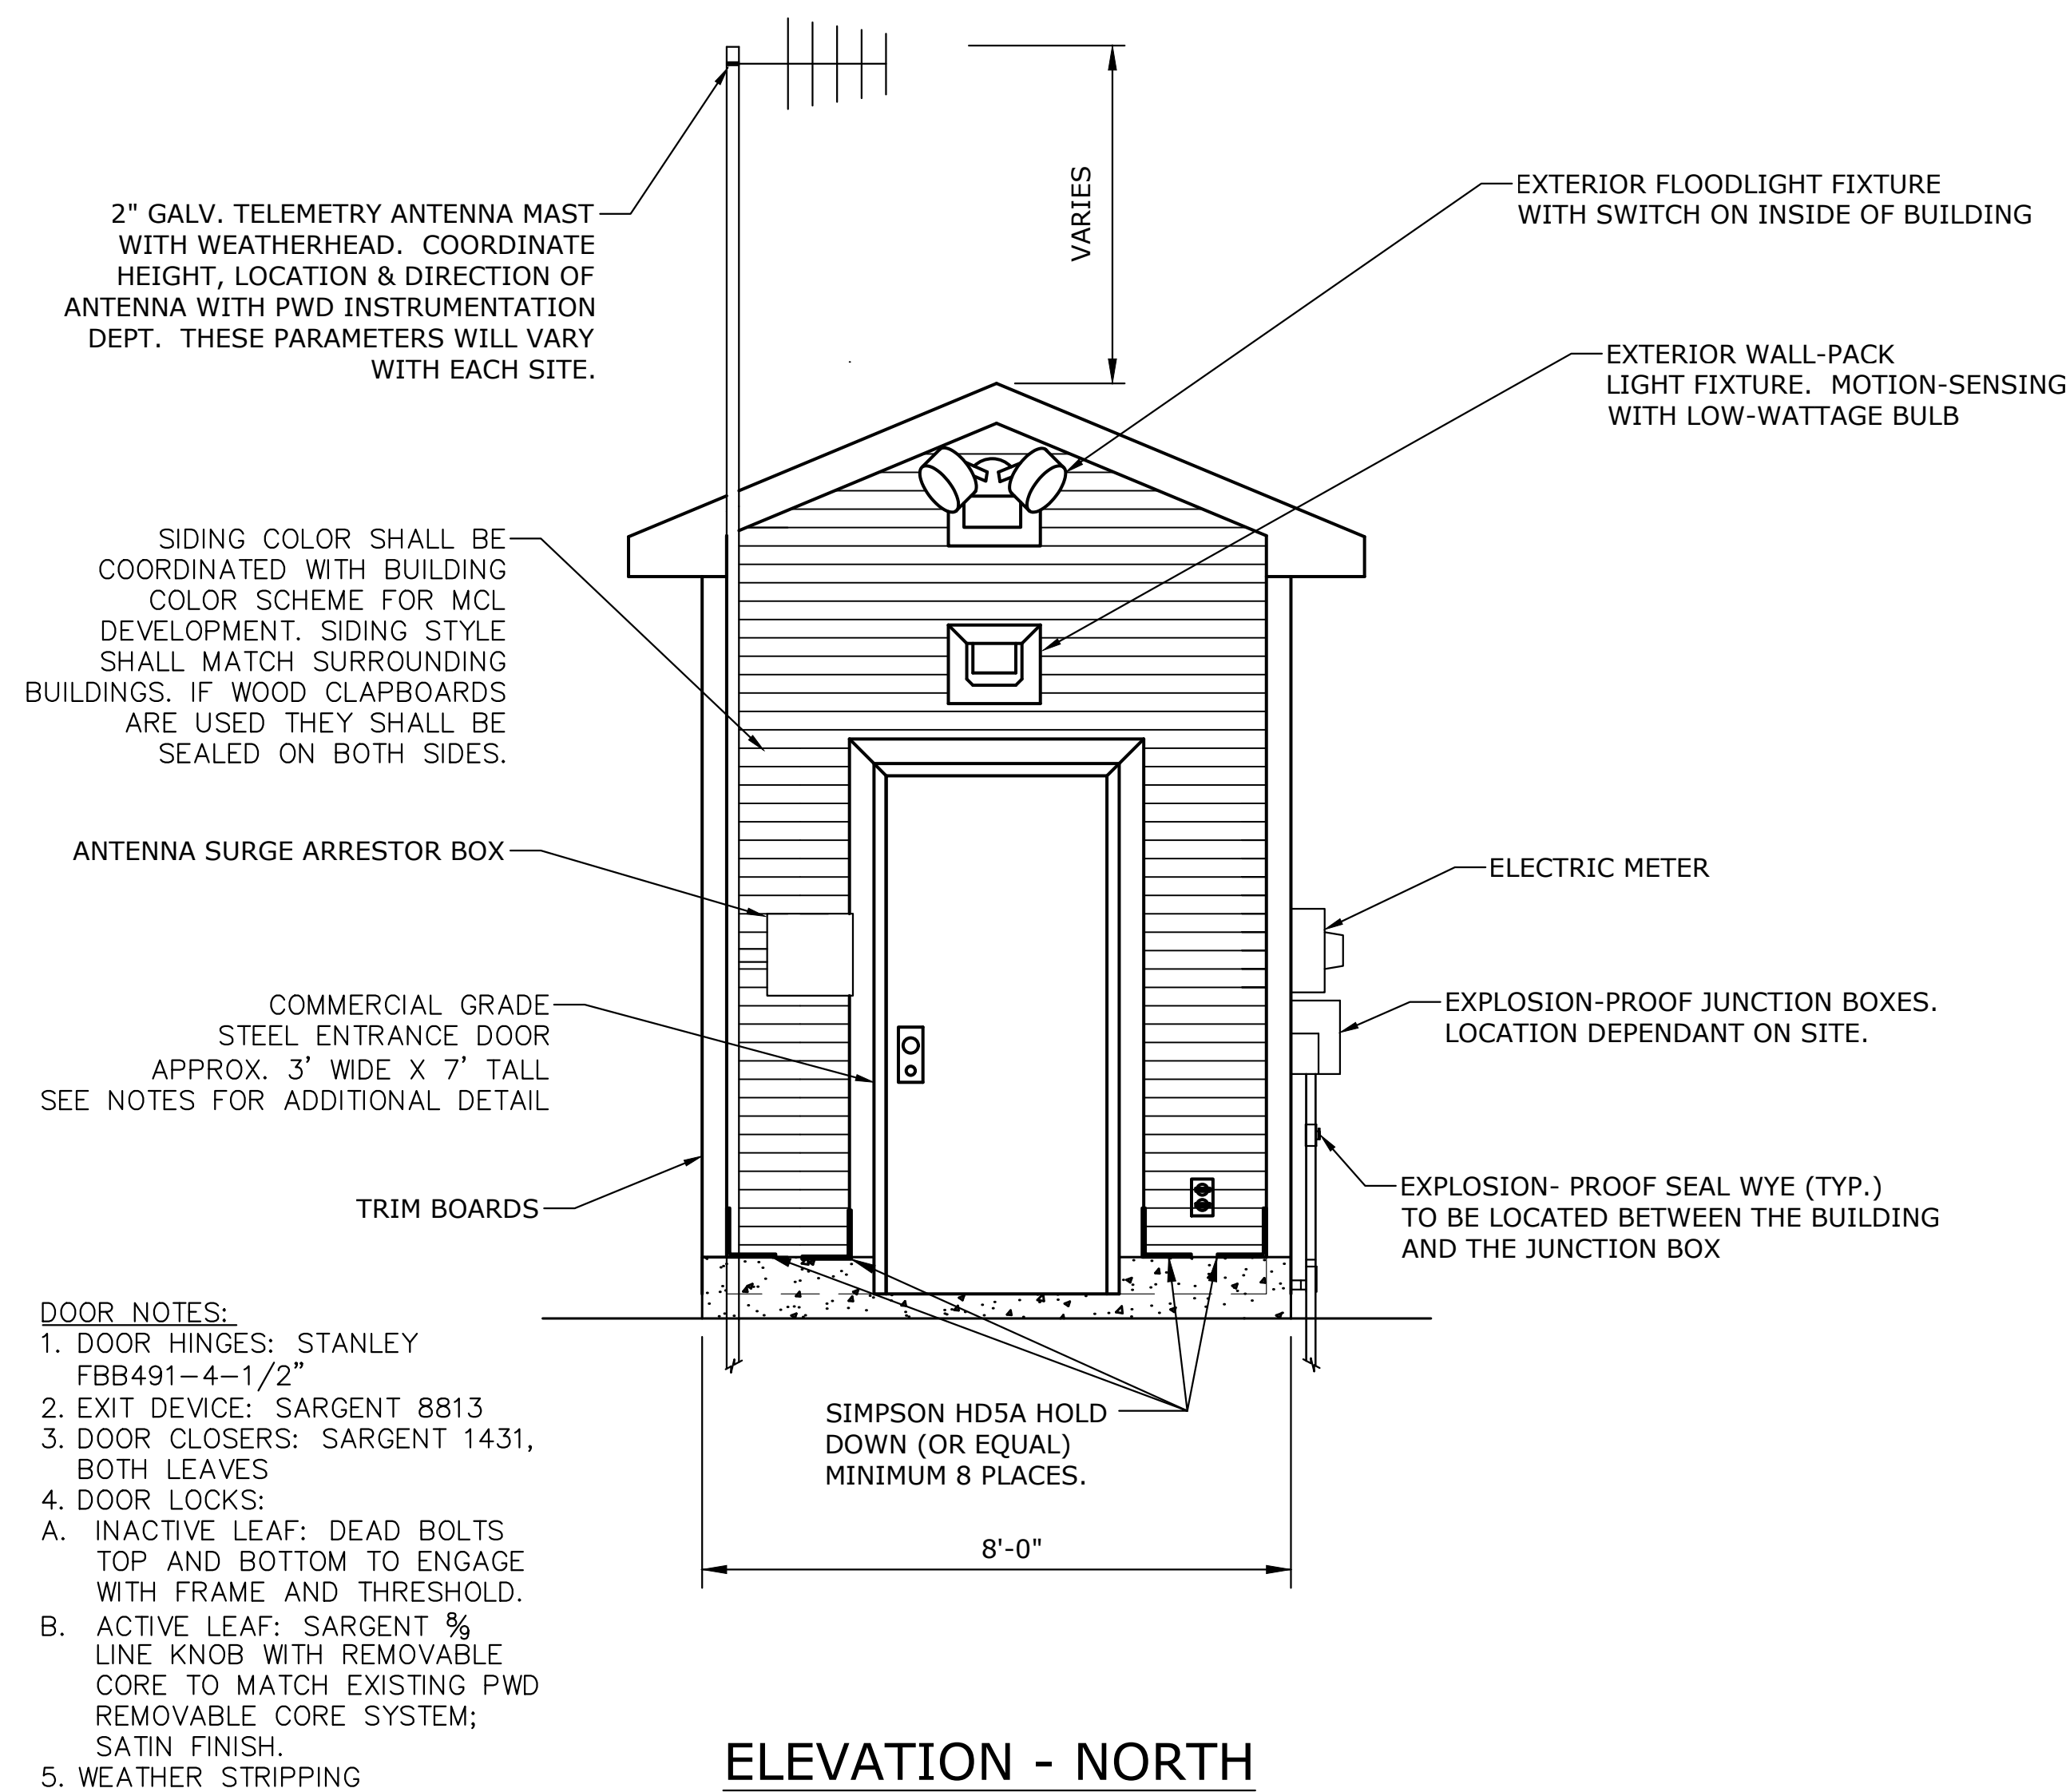 2" GALV. TELEMETRY ANTENNA MAST
WITH WEATHERHEAD. COORDINATE
HEIGHT, LOCATION & DIRECTION OF
ANTENNA WITH PWD INSTRUMENTATION
DEPT. THESE PARAMETERS WILL VARY
WITH EACH SITE.
VARIES
EXTERIOR FLOODLIGHT FIXTURE
WITH SWITCH ON INSIDE OF BUILDING
EXTERIOR WALL-PACK
LIGHT FIXTURE. MOTION-SENSING
WITH LOW-WATTAGE BULB
SIDING COLOR SHALL BE
COORDINATED WITH BUILDING
COLOR SCHEME FOR MCL
DEVELOPMENT. SIDING STYLE
SHALL MATCH SURROUNDING
BUILDINGS. IF WOOD CLAPBOARDS
ARE USED THEY SHALL BE
SEALED ON BOTH SIDES.
ANTENNA SURGE ARRESTOR BOX
COMMERCIAL GRADE
STEEL ENTRANCE DOOR
APPROX. 3' WIDE X 7' TALL
SEE NOTES FOR ADDITIONAL DETAIL
TRIM BOARDS
ELECTRIC METER
EXPLOSION-PROOF JUNCTION BOXES.
LOCATION DEPENDANT ON SITE.
EXPLOSION- PROOF SEAL WYE (TYP.)
TO BE LOCATED BETWEEN THE BUILDING
AND THE JUNCTION BOX
SIMPSON HD5A HOLD
DOWN (OR EQUAL)
MINIMUM 8 PLACES.
8'-0"
DOOR NOTES:
1. DOOR HINGES: STANLEY
FBB491-4-1/2"
2. EXIT DEVICE: SARGENT 8813
3. DOOR CLOSERS: SARGENT 1431,
BOTH LEAVES
4. DOOR LOCKS:
A. INACTIVE LEAF: DEAD BOLTS
TOP AND BOTTOM TO ENGAGE
WITH FRAME AND THRESHOLD.
B. ACTIVE LEAF: SARGENT 8/9
LINE KNOB WITH REMOVABLE
CORE TO MATCH EXISTING PWD
REMOVABLE CORE SYSTEM;
SATIN FINISH.
5. WEATHER STRIPPING
ELEVATION - NORTH